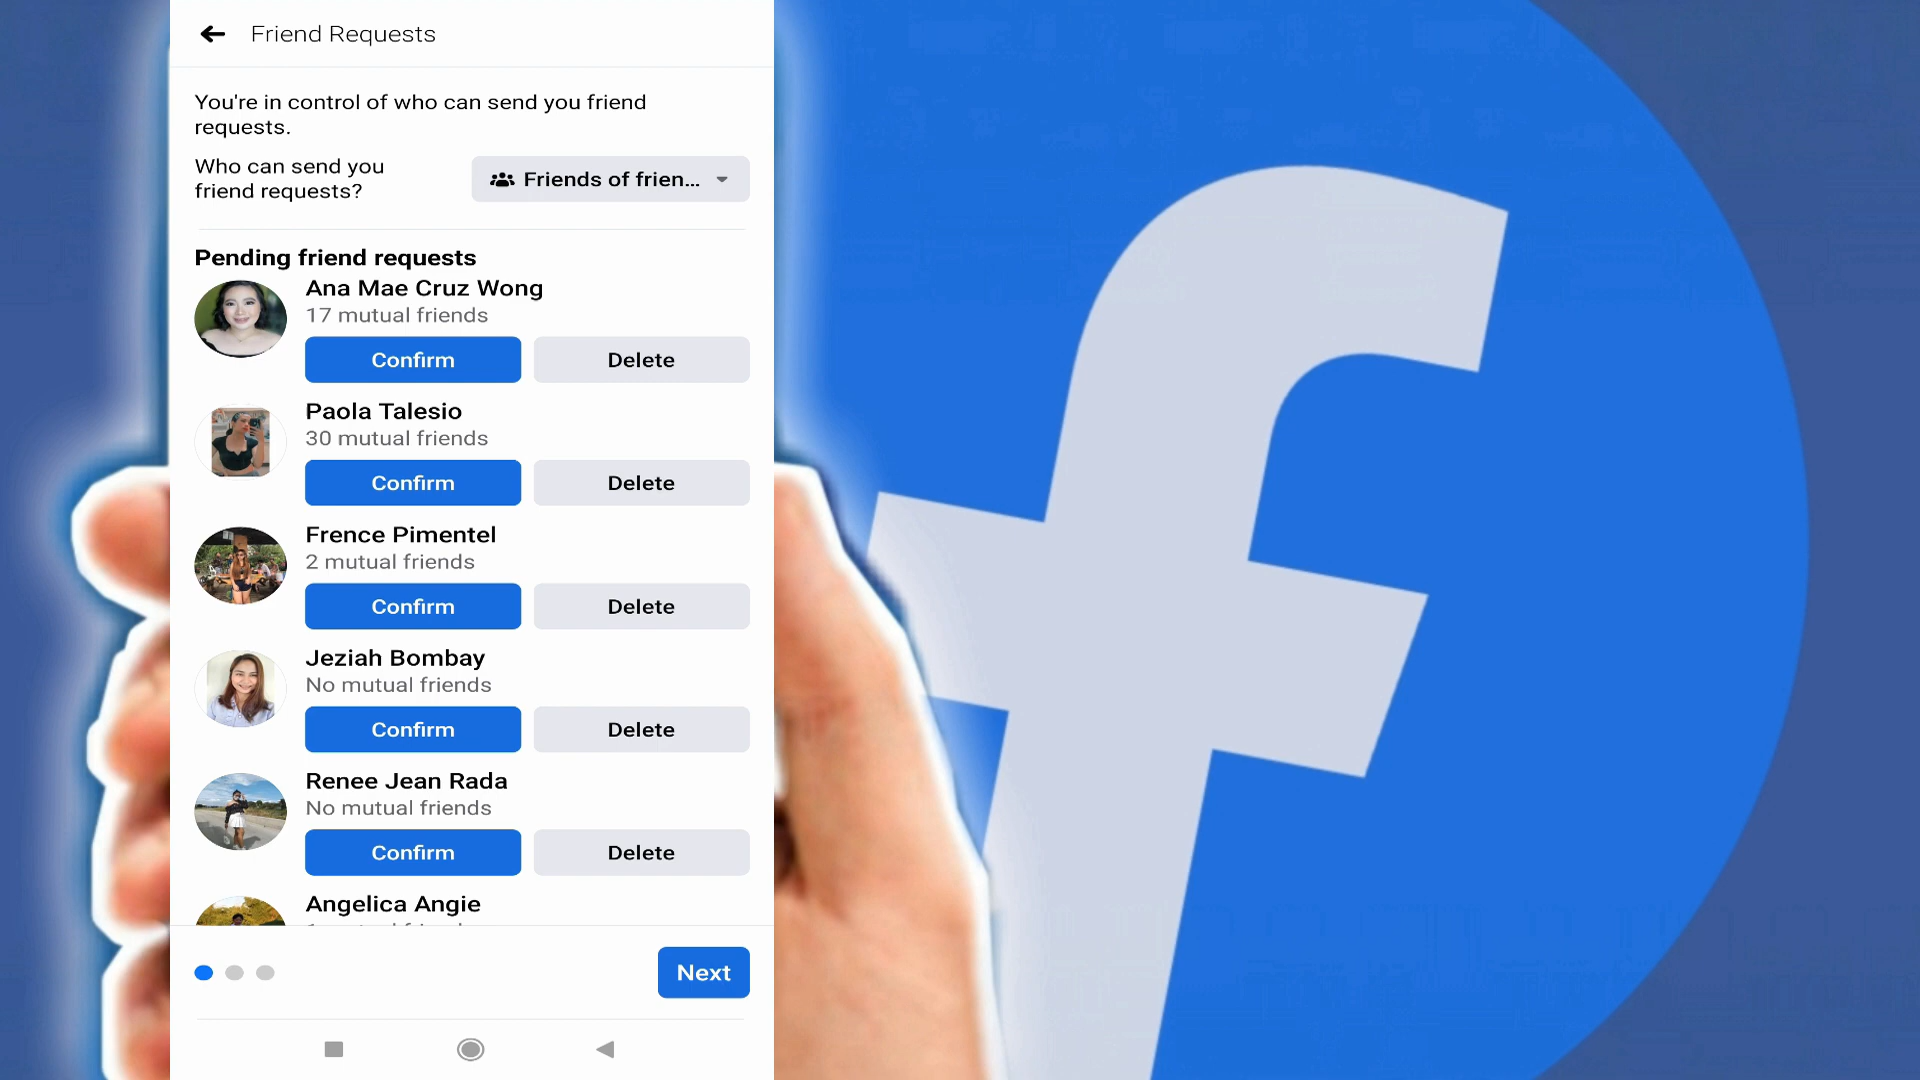 Friend Requests
You're in control of who can send you friend
requests.
Who can send you
friend requests?
Friends of frien...
Pending friend requests
Ana Mae Cruz Wong
17 mutual friends
Confirm
Delete
Paola Talesio
30 mutual friends
Confirm
Delete
Frence Pimentel
2 mutual friends
Confirm
Delete
Jeziah Bombay
No mutual friends
Confirm
Delete
Renee Jean Rada
No mutual friends
Confirm
Delete
Angelica Angie
Next
f